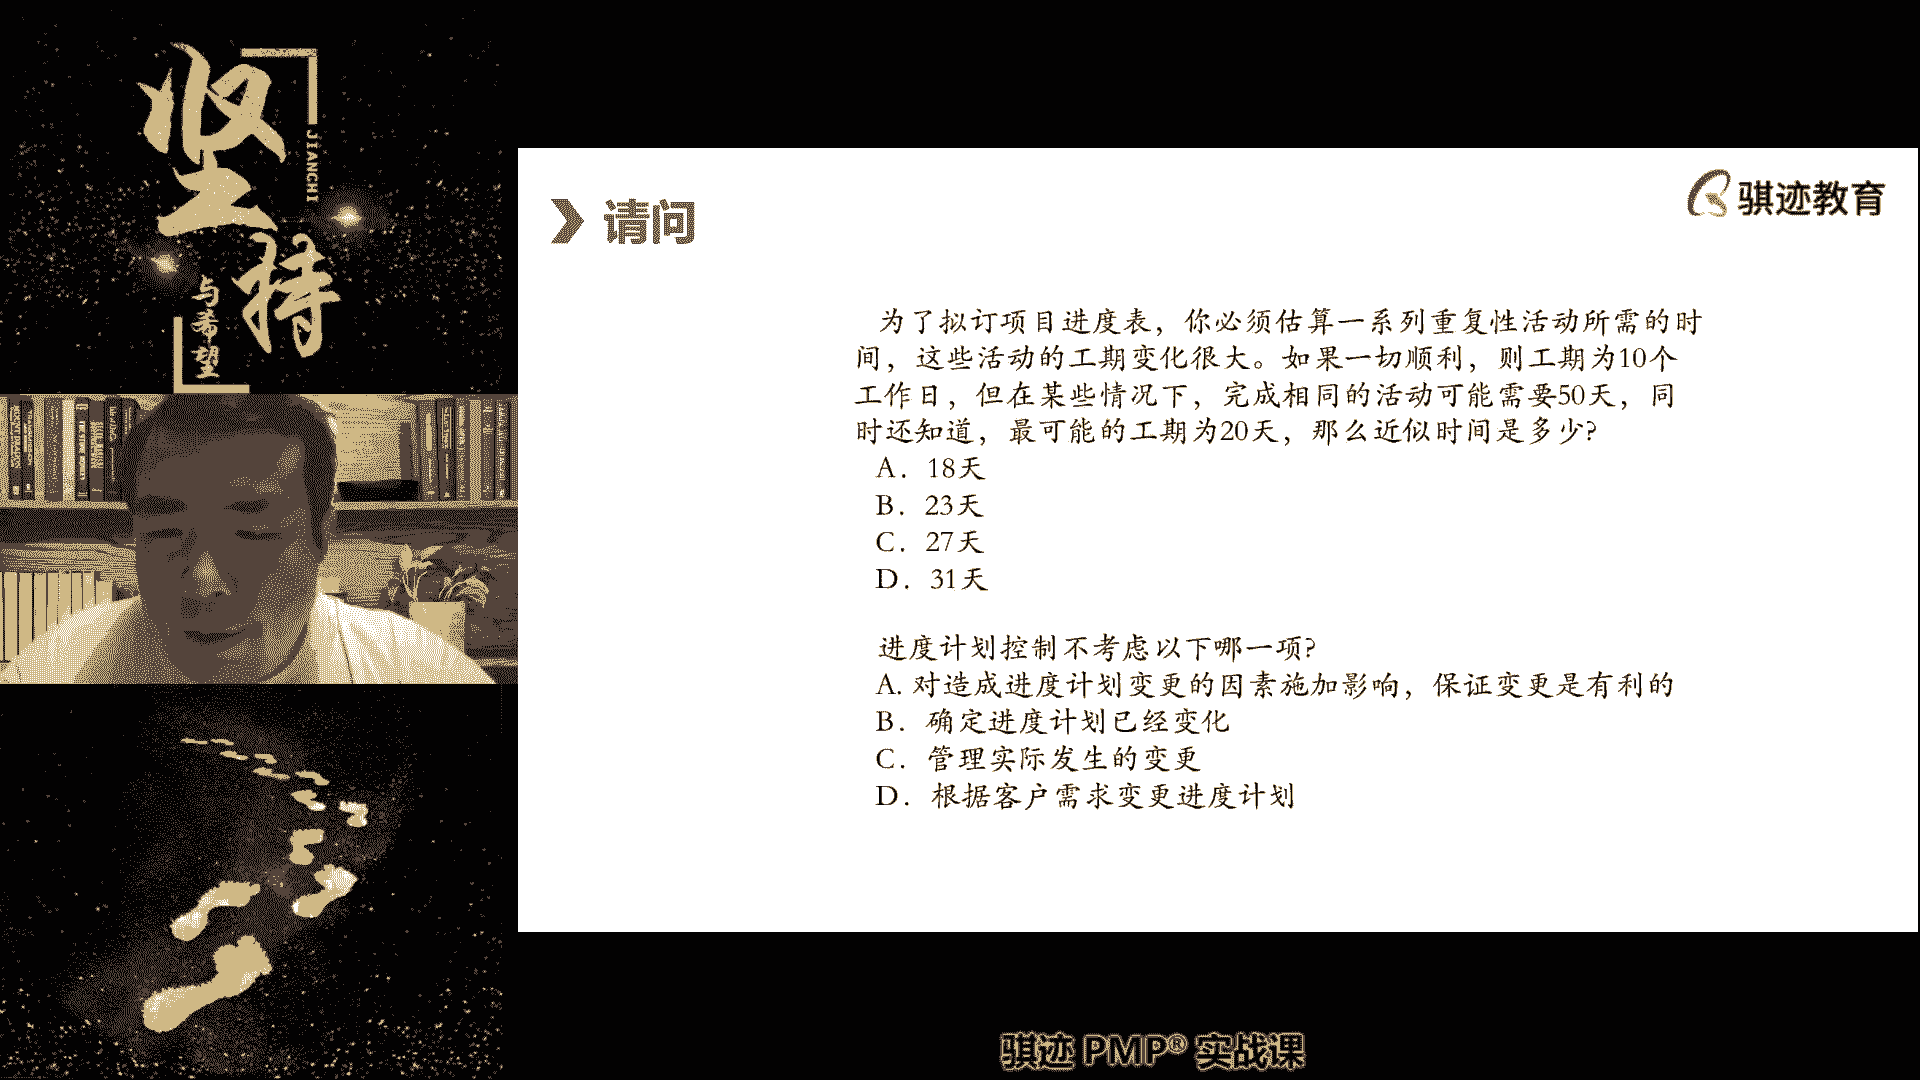 坚持
JIANCHI
与希望
请问
骐迹教育
为了拟订项目进度表，你必须估算一系列重复性活动所需的时
间，这些活动的工期变化很大。如果一切顺利，则工期为10个
工作日，但在某些情况下，完成相同的活动可能需要50天，同
时还知道，最可能的工期为20天，那么近似时间是多少?
A．18天
B．23天
C．27天
D．31天
进度计划控制不考虑以下哪一项?
A. 对造成进度计划变更的因素施加影响，保证变更是有利的
B．确定进度计划已经变化
C．管理实际发生的变更
D．根据客户需求变更进度计划
骐迹 PMP® 实战课